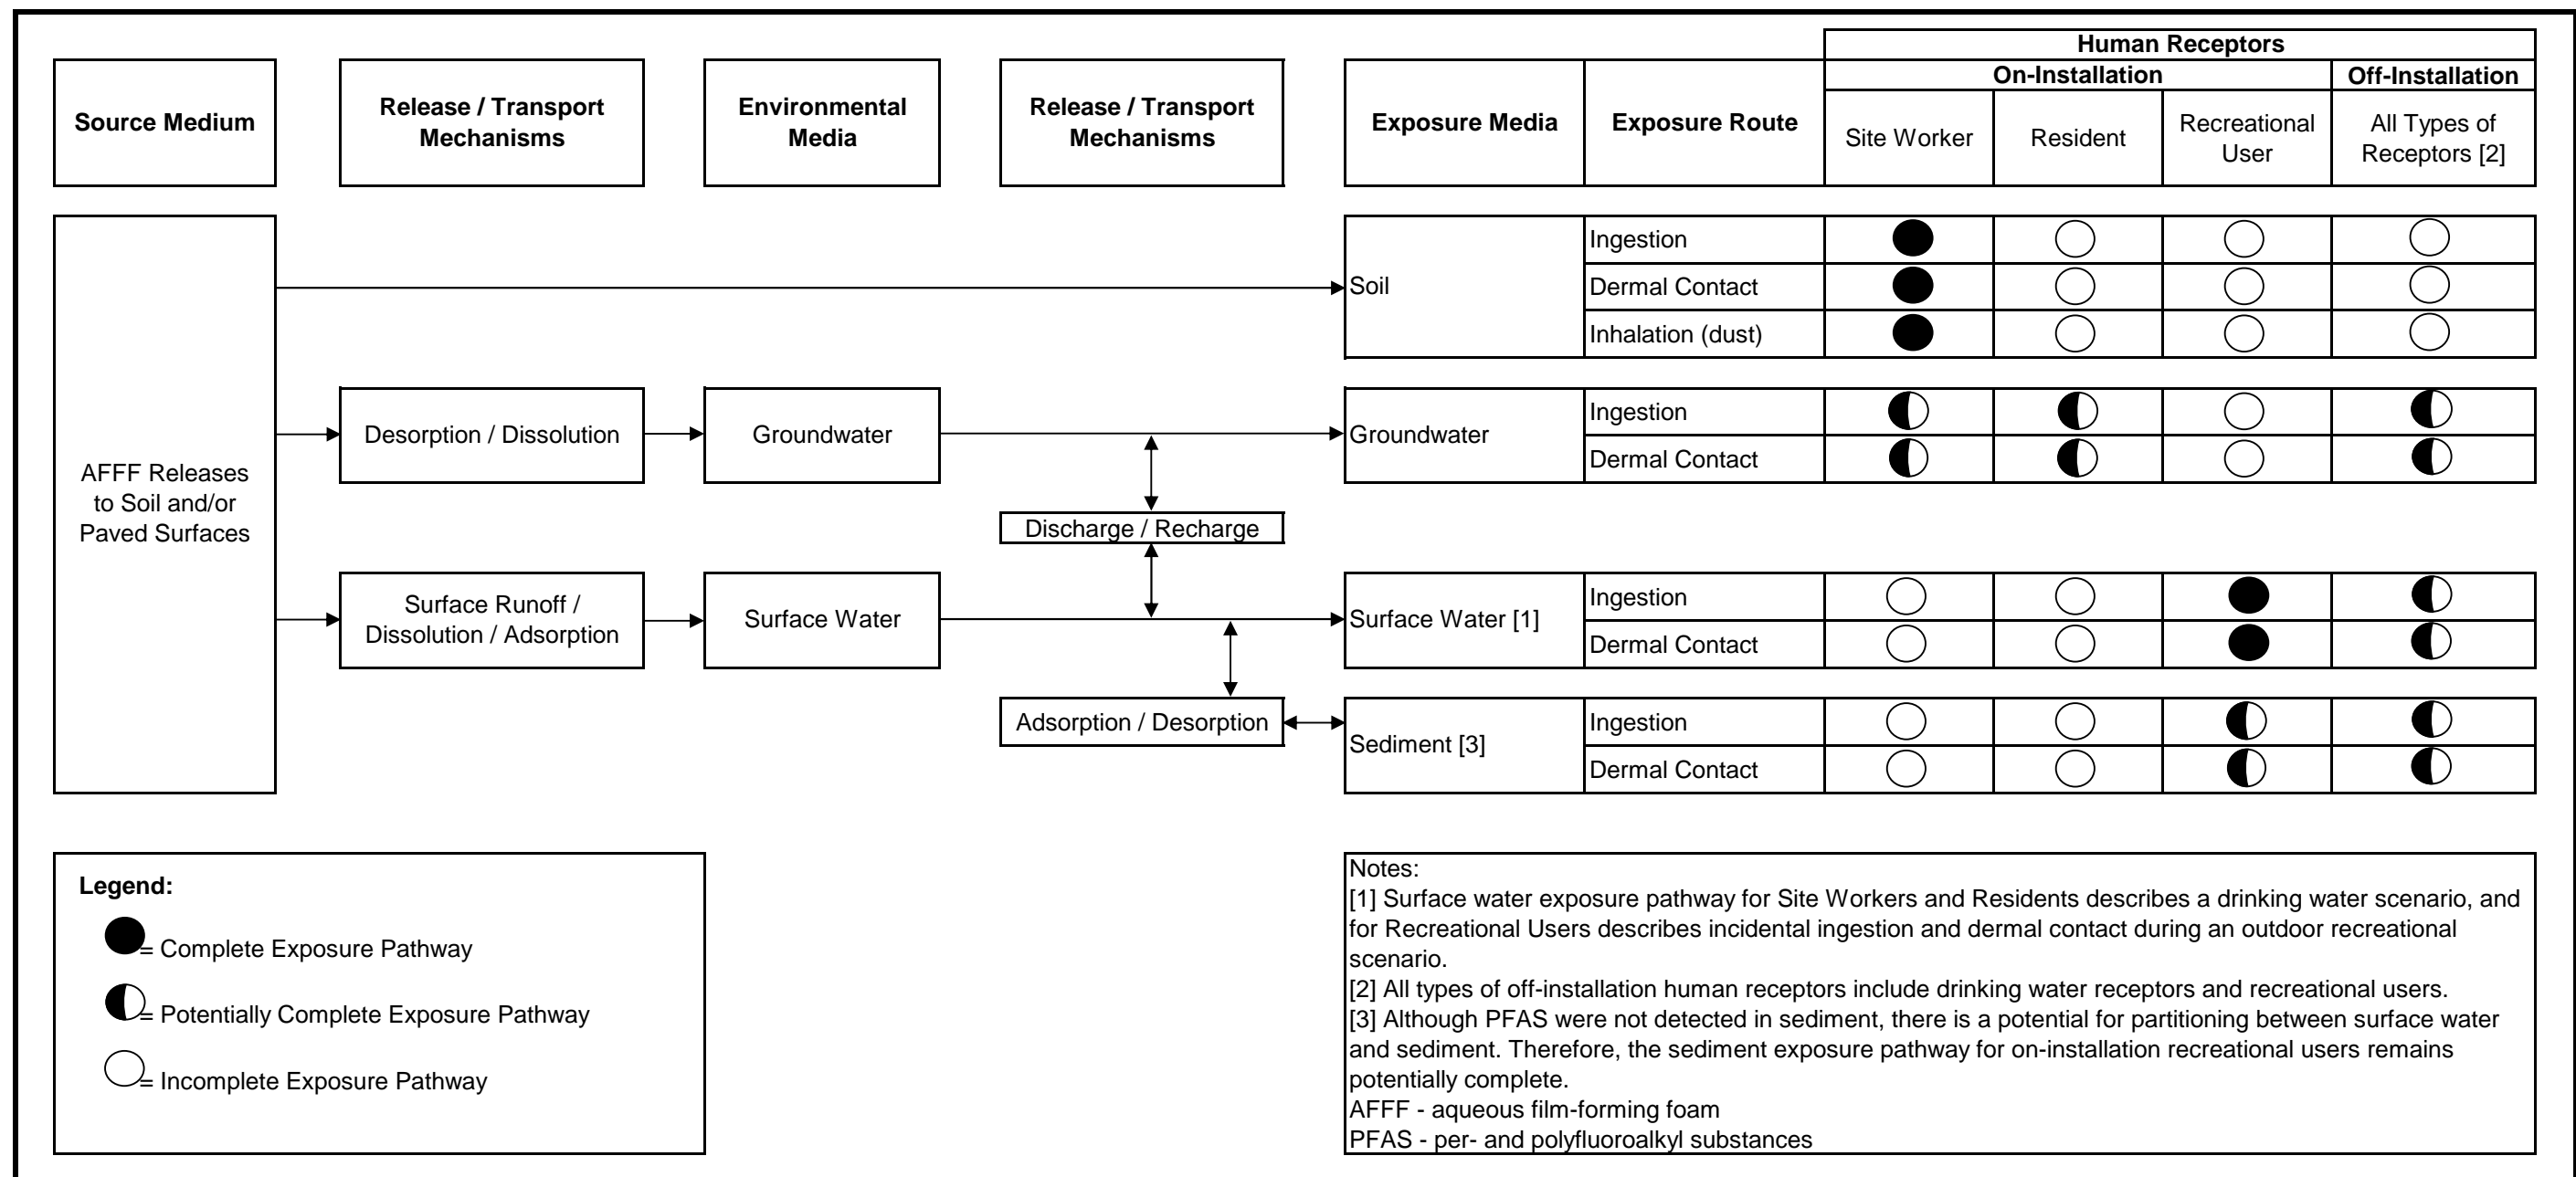 Human Receptors
On-Installation
Off-Installation
Source Medium
Release / Transport
Mechanisms
Environmental
Media
Release / Transport
Mechanisms
Exposure Media
Exposure Route
Site Worker
Resident
Recreational
User
All Types of
Receptors [2]
AFFF Releases
to Soil and/or
Paved Surfaces
Soil
Ingestion
Dermal Contact
Inhalation (dust)
Desorption / Dissolution
Groundwater
Groundwater
Ingestion
Dermal Contact
Discharge / Recharge
Surface Runoff /
Dissolution / Adsorption
Surface Water
Surface Water [1]
Ingestion
Dermal Contact
Adsorption / Desorption
Sediment [3]
Ingestion
Dermal Contact
Legend:
= Complete Exposure Pathway
= Potentially Complete Exposure Pathway
= Incomplete Exposure Pathway
Notes:
[1] Surface water exposure pathway for Site Workers and Residents describes a drinking water scenario, and
for Recreational Users describes incidental ingestion and dermal contact during an outdoor recreational
scenario.
[2] All types of off-installation human receptors include drinking water receptors and recreational users.
[3] Although PFAS were not detected in sediment, there is a potential for partitioning between surface water
and sediment. Therefore, the sediment exposure pathway for on-installation recreational users remains
potentially complete.
AFFF - aqueous film-forming foam
PFAS - per- and polyfluoroalkyl substances